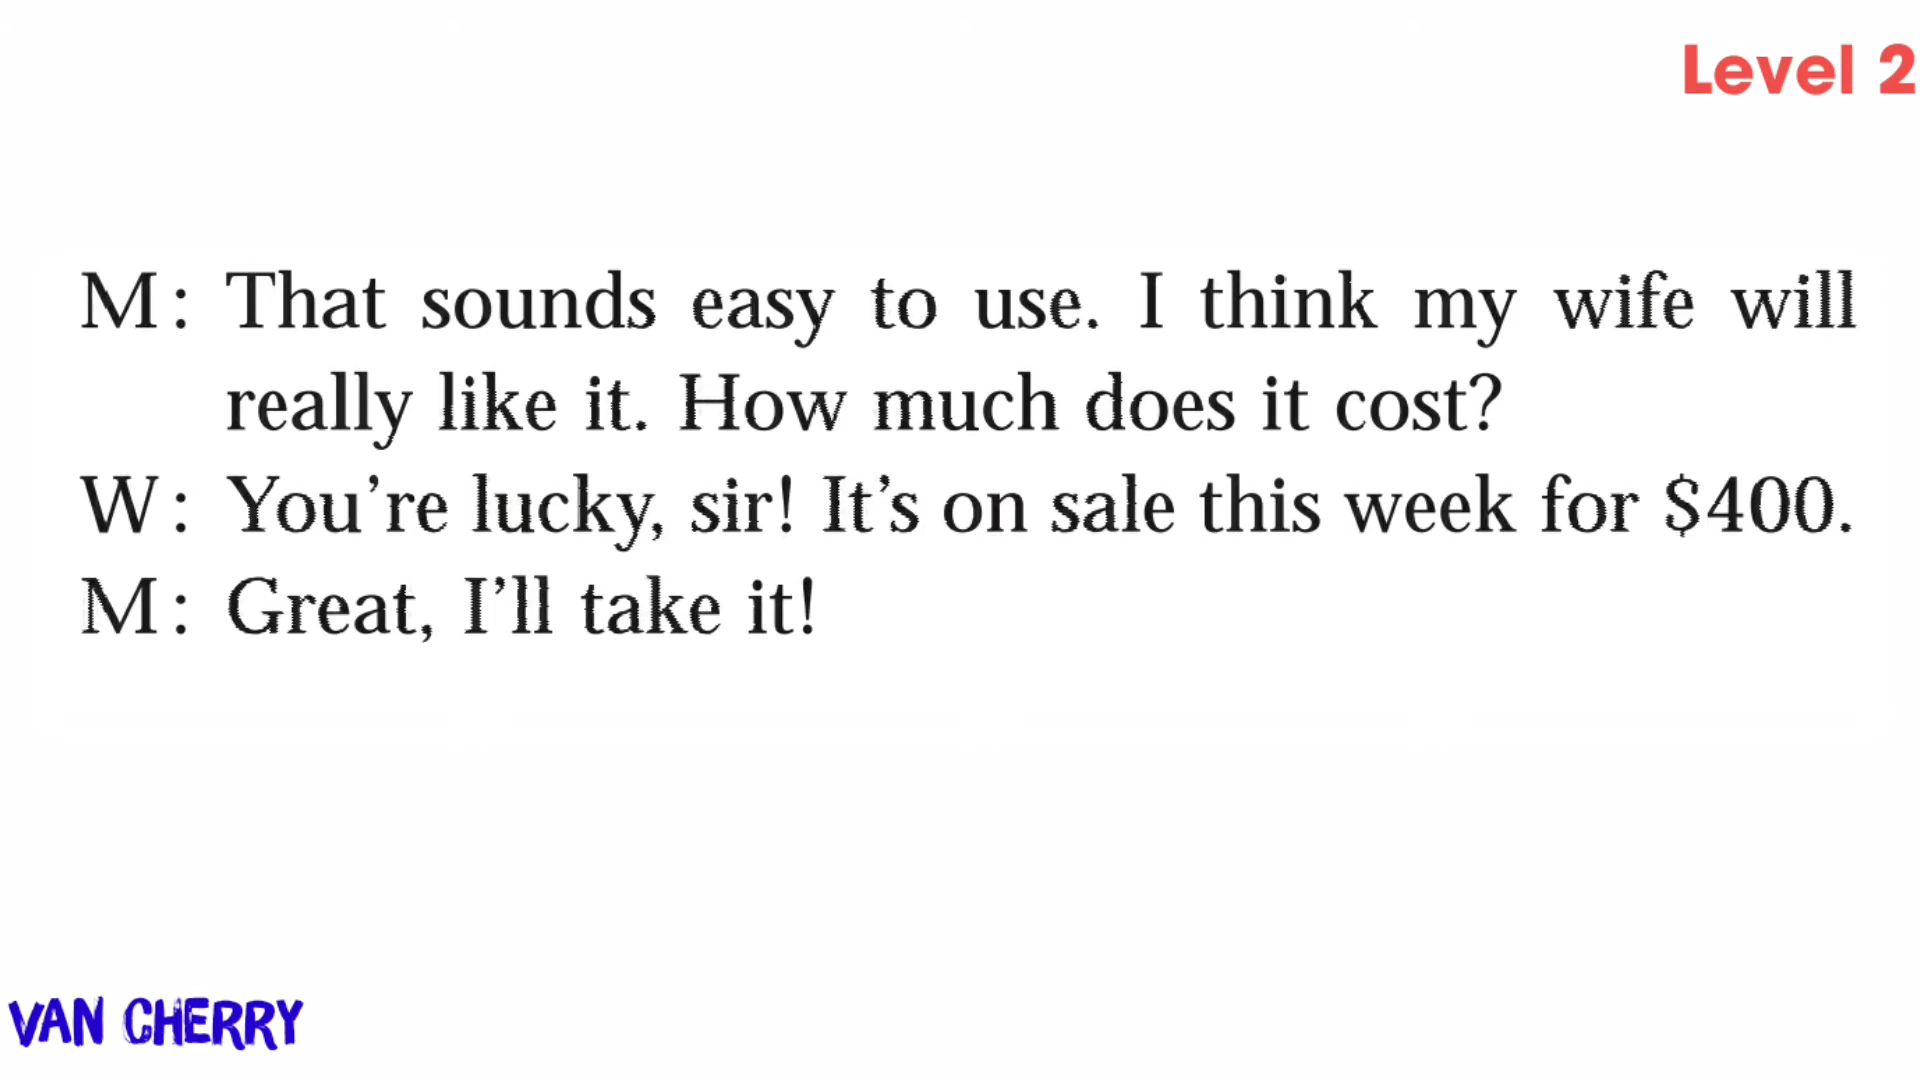 Level 2
M: That sounds easy to use. I think my wife will
really like it. How much does it cost?
W: You're lucky, sir! It's on sale this week for $400.
M: Great, I'll take it!
VAN CHERRY